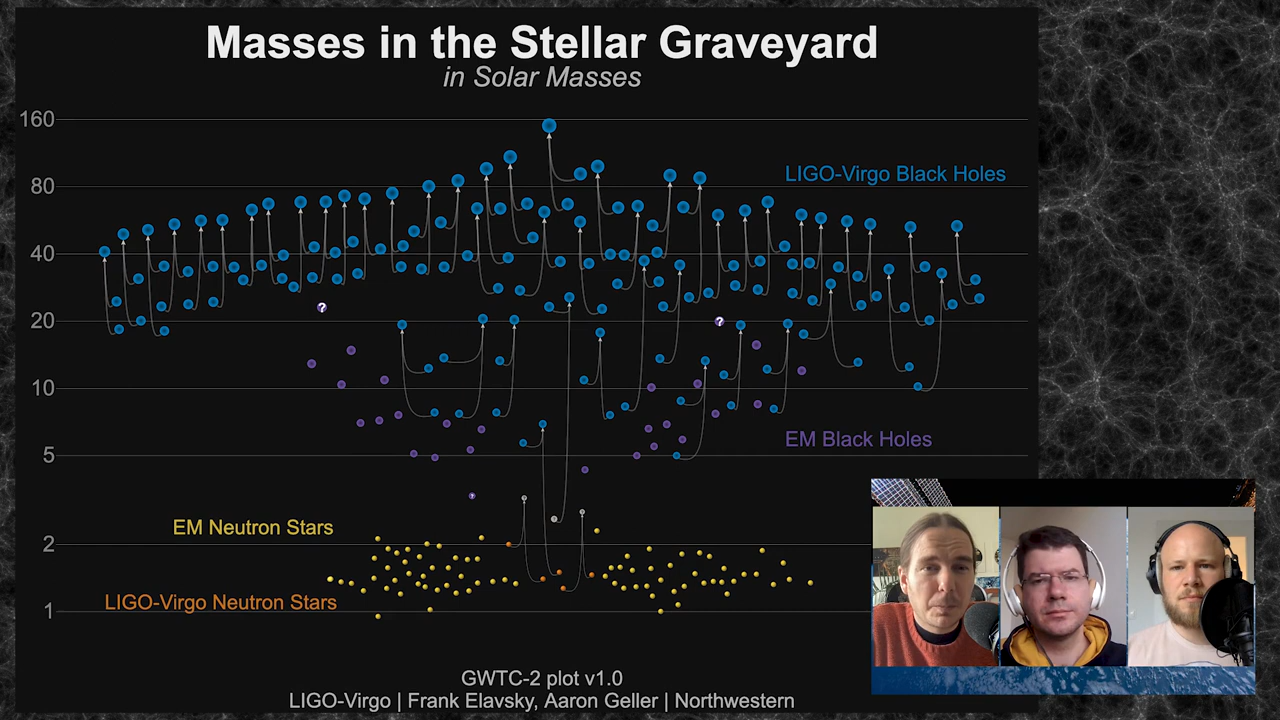 Masses in the Stellar Graveyard
in Solar Masses
160
80
40
20
10
5
2
1
LIGO-Virgo Black Holes
?
?
EM Black Holes
EM Neutron Stars
LIGO-Virgo Neutron Stars
GWTC-2 plot v1.0
LIGO-Virgo | Frank Elavsky, Aaron Geller | Northwestern